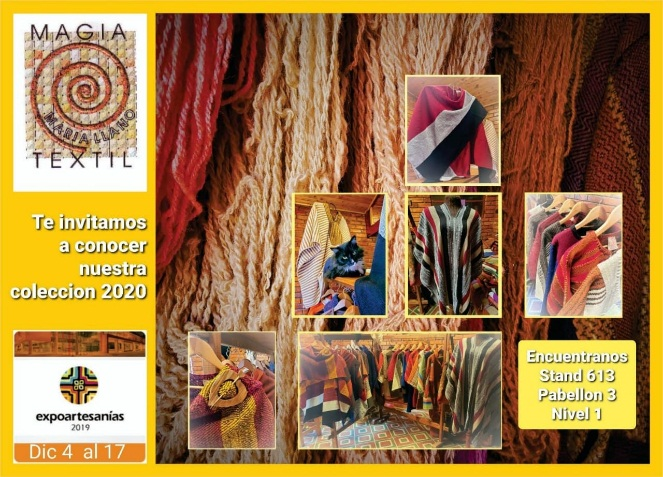 MAGIA
MARIA LLANO
TEXTIL
Te invitamos
a conocer
nuestra
coleccion 2020
expoartesanías
2019
Dic 4 al 17
Encuentranos
Stand 613
Pabellon 3
Nivel 1